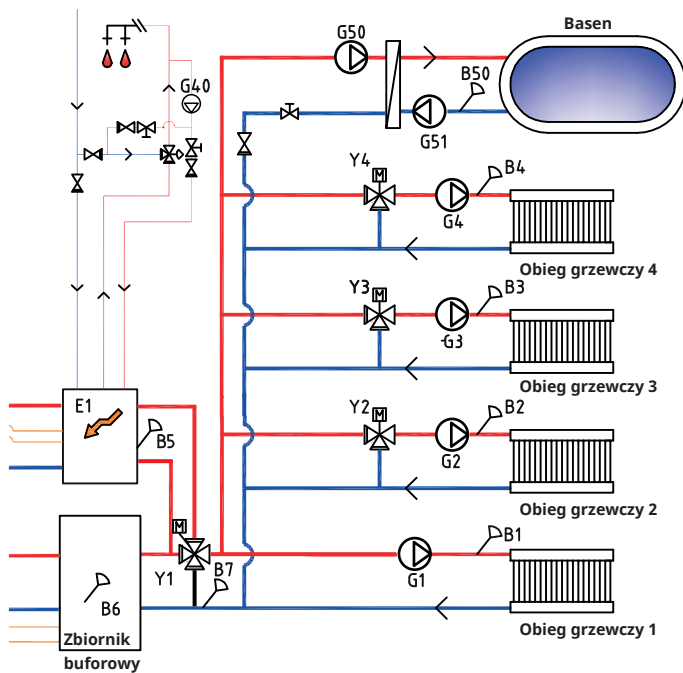 Basen
G50
B50
G40
G51
Y4
M
B4
G4
Obieg grzewczy 4
Y3
M
B3
G3
Obieg grzewczy 3
Y2
M
B2
G2
Obieg grzewczy 2
E1
B5
M
Y1
B7
B1
G1
Obieg grzewczy 1
B6
Zbiornik
buforowy